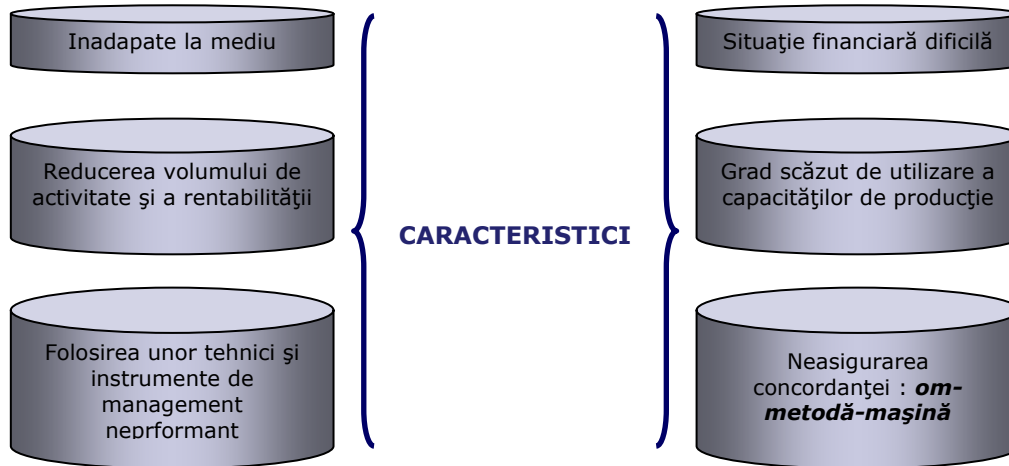 Inadapate la mediu
Reducerea volumului de
activitate şi a rentabilităţii
Folosirea unor tehnici şi
instrumente de
management
neprformant
CARACTERISTICI
Situaţie financiară dificilă
Grad scăzut de utilizare a
capacităţilor de producţie
Neasigurarea
concordanţei : om-
metodă-maşină